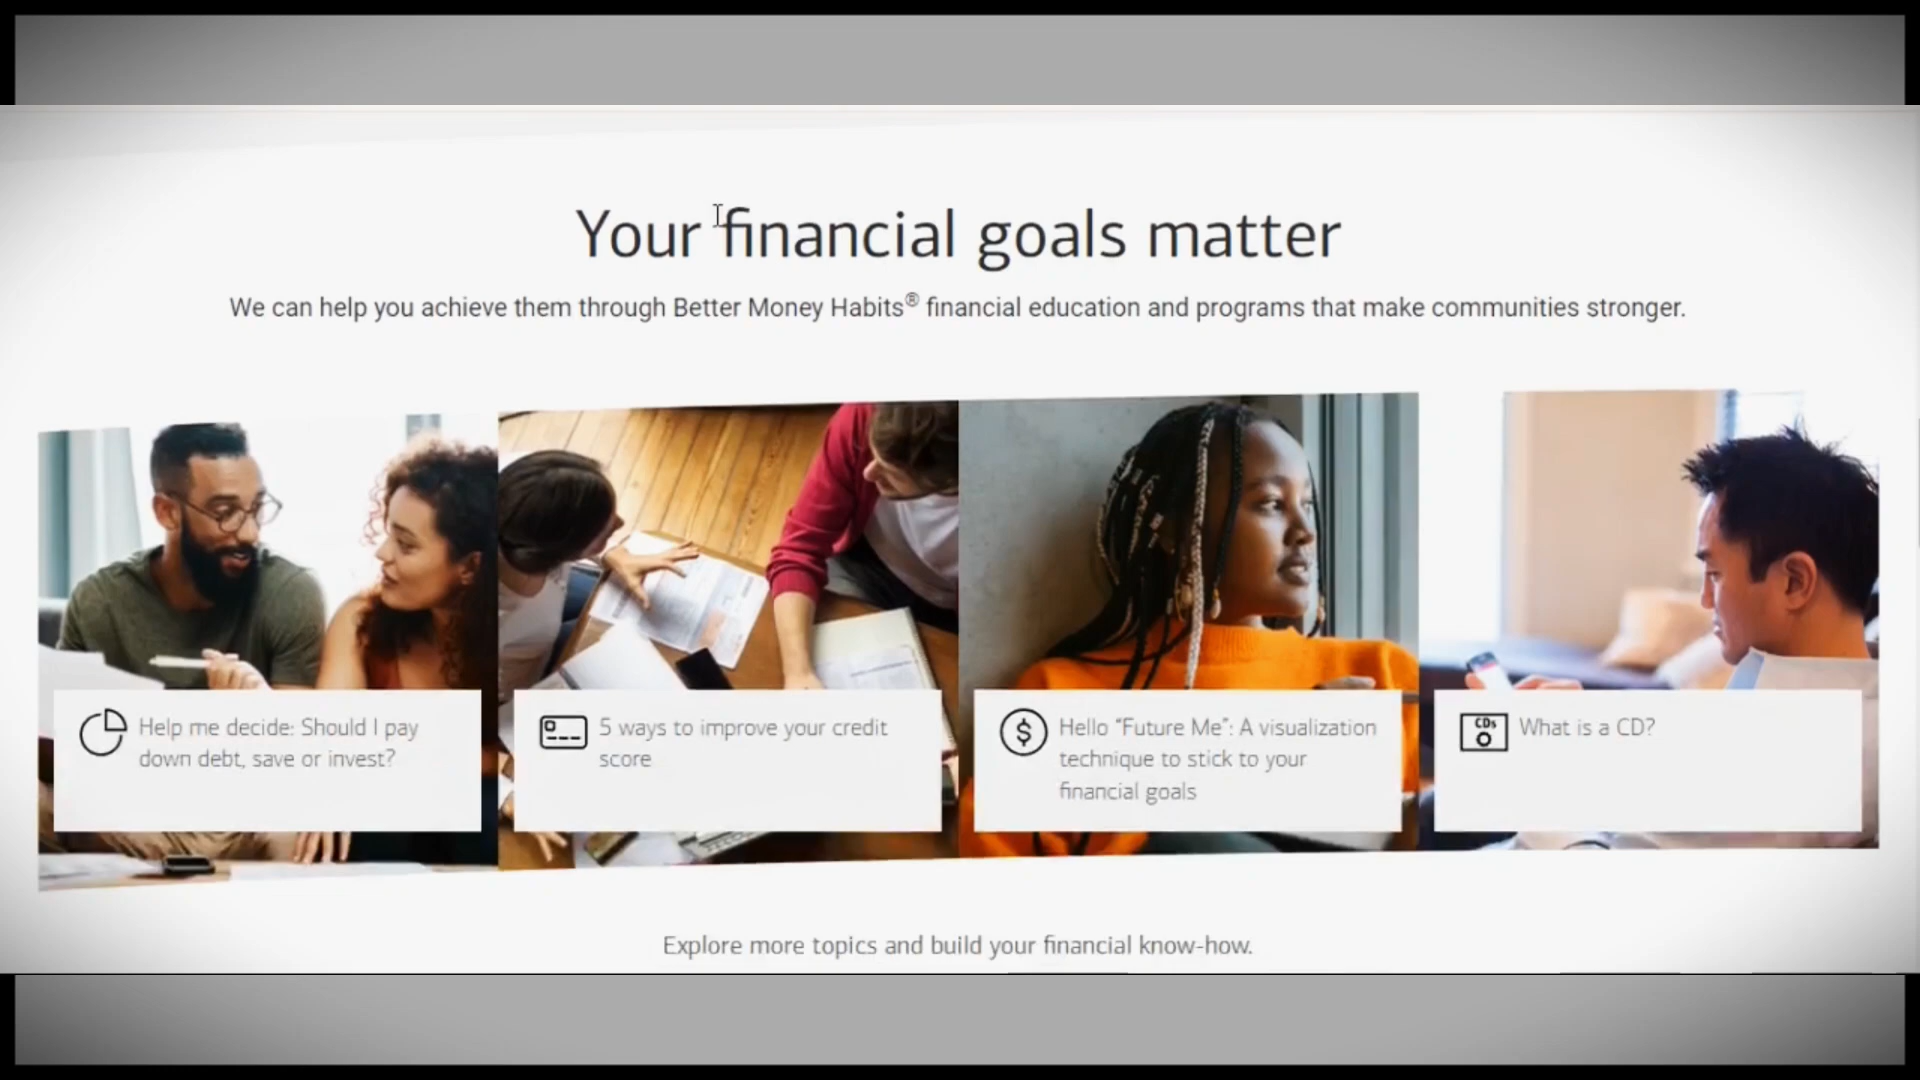 Your financial goals matter
We can help you achieve them through Better Money Habits® financial education and programs that make communities stronger.
Help me decide: Should I pay
down debt, save or invest?
5 ways to improve your credit
score
Hello “Future Me”: A visualization
technique to stick to your
financial goals
CDs
What is a CD?
Explore more topics and build your financial know-how.